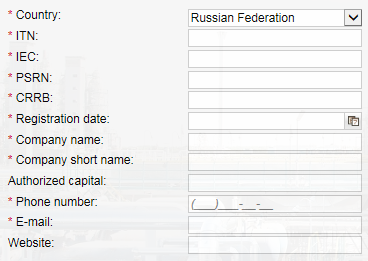 * Country: Russian Federation
* ITN:
* IEC:
* PSRN:
* CRRB:
* Registration date:
* Company name:
* Company short name:
Authorized capital:
* Phone number: (___)___-__-__
* E-mail:
Website: